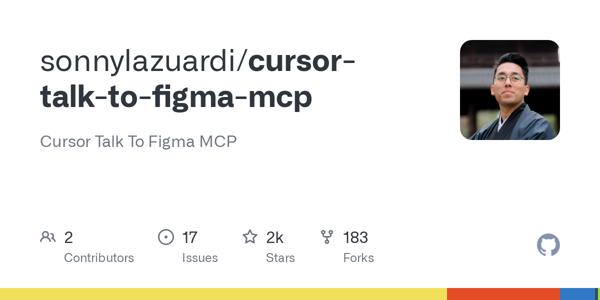 sonnylazuardi/cursor-
talk-to-figma-mcp
Cursor Talk To Figma MCP
2 17 2k 183
Contributors Issues Stars Forks